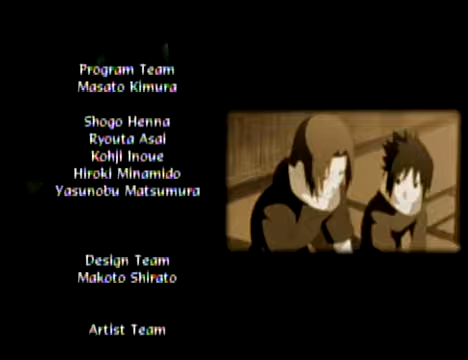 Program Team
Masato Kimura
Shogo Henna
Ryouta Asai
Kohji Inoue
Hiroki Minamido
Yasunobu Matsumura
Design Team
Makoto Shirato
Artist Team